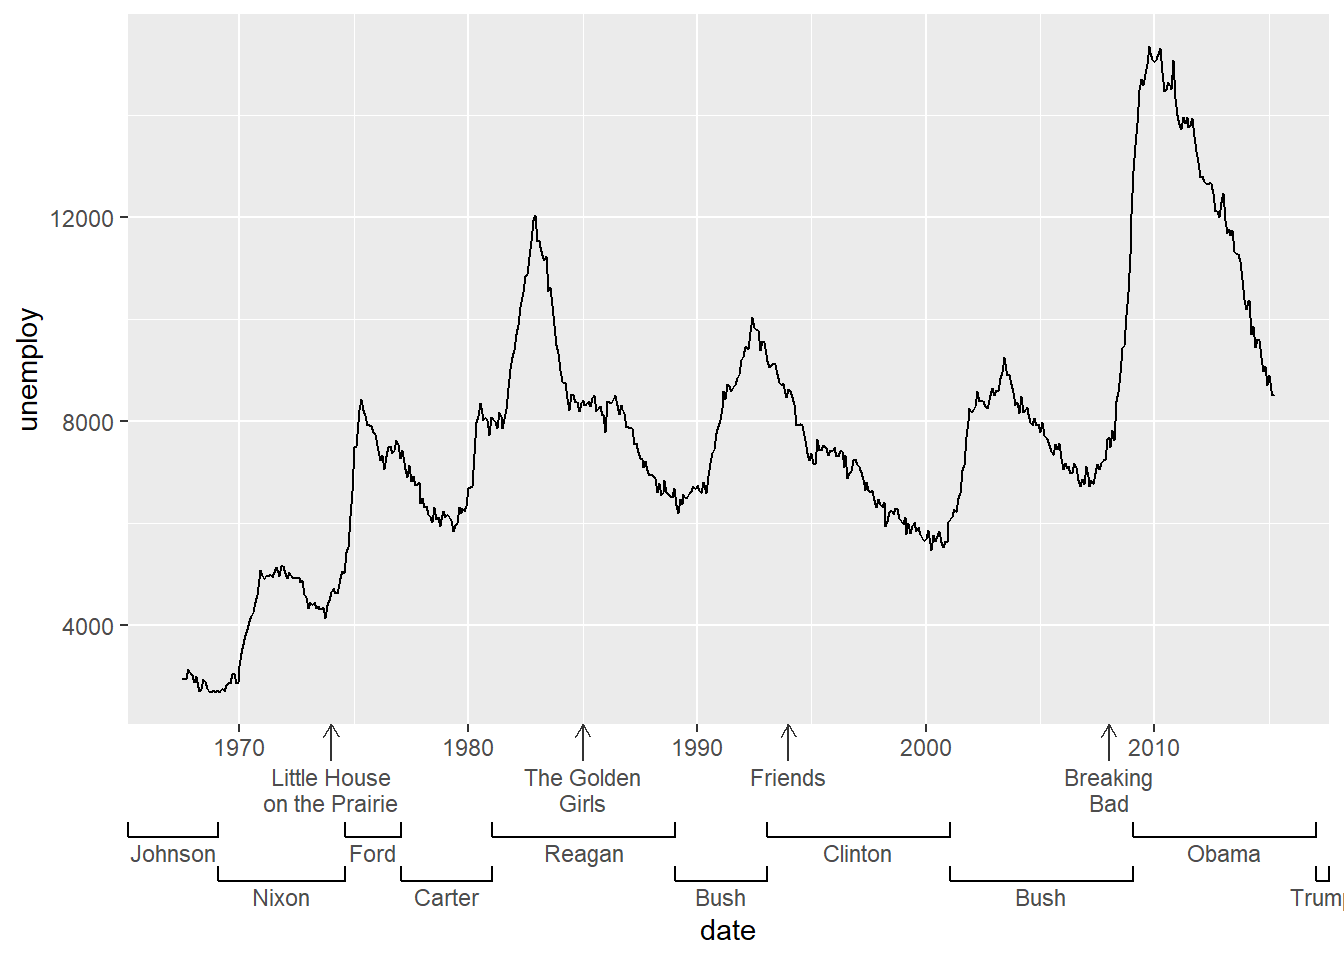 unemploy
12000
8000
4000
1970 1980 1990 2000 2010
Little House The Golden Friends Breaking
on the Prairie Girls Bad
Johnson Ford Reagan Clinton Obama
Nixon Carter Bush Bush Trump
date